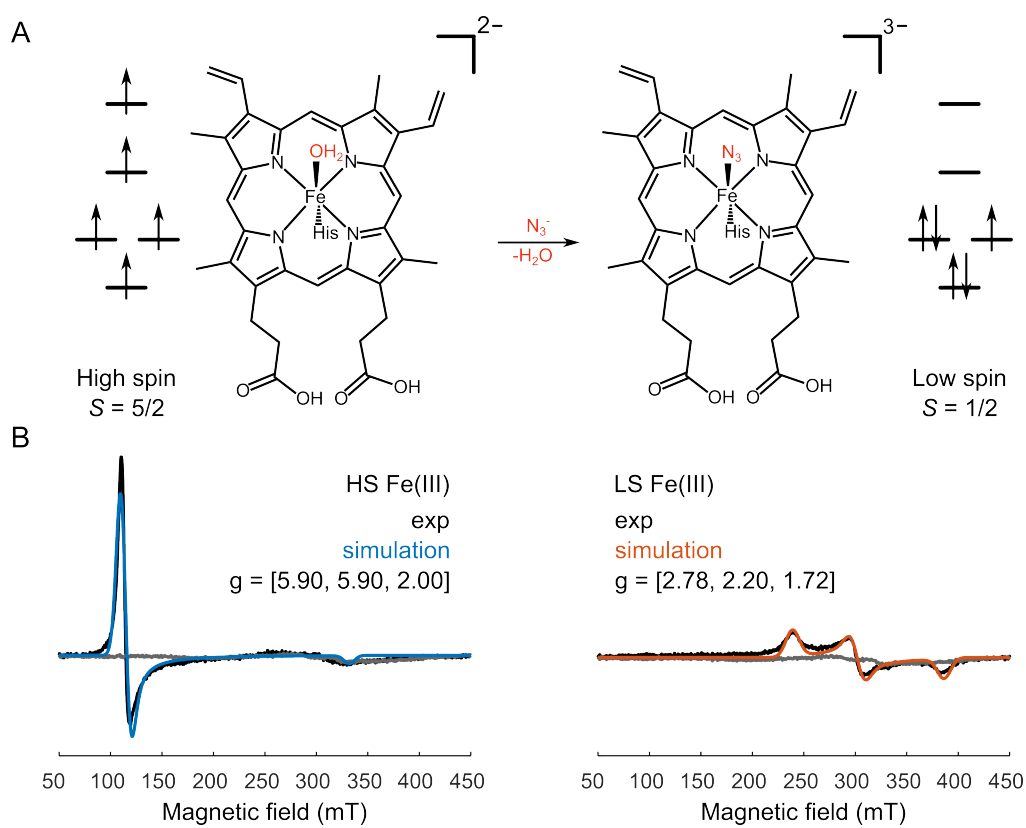 A
2−
3−
OH2
N
N
Fe
N
His
N
O
OH
O
OH
High spin
S = 5/2
N3-
-H2O
N3
N
N
Fe
N
His
N
O
OH
O
OH
Low spin
S = 1/2
B
HS Fe(III)
exp
simulation
g = [5.90, 5.90, 2.00]
50 100 150 200 250 300 350 400 450
Magnetic field (mT)
LS Fe(III)
exp
simulation
g = [2.78, 2.20, 1.72]
50 100 150 200 250 300 350 400 450
Magnetic field (mT)